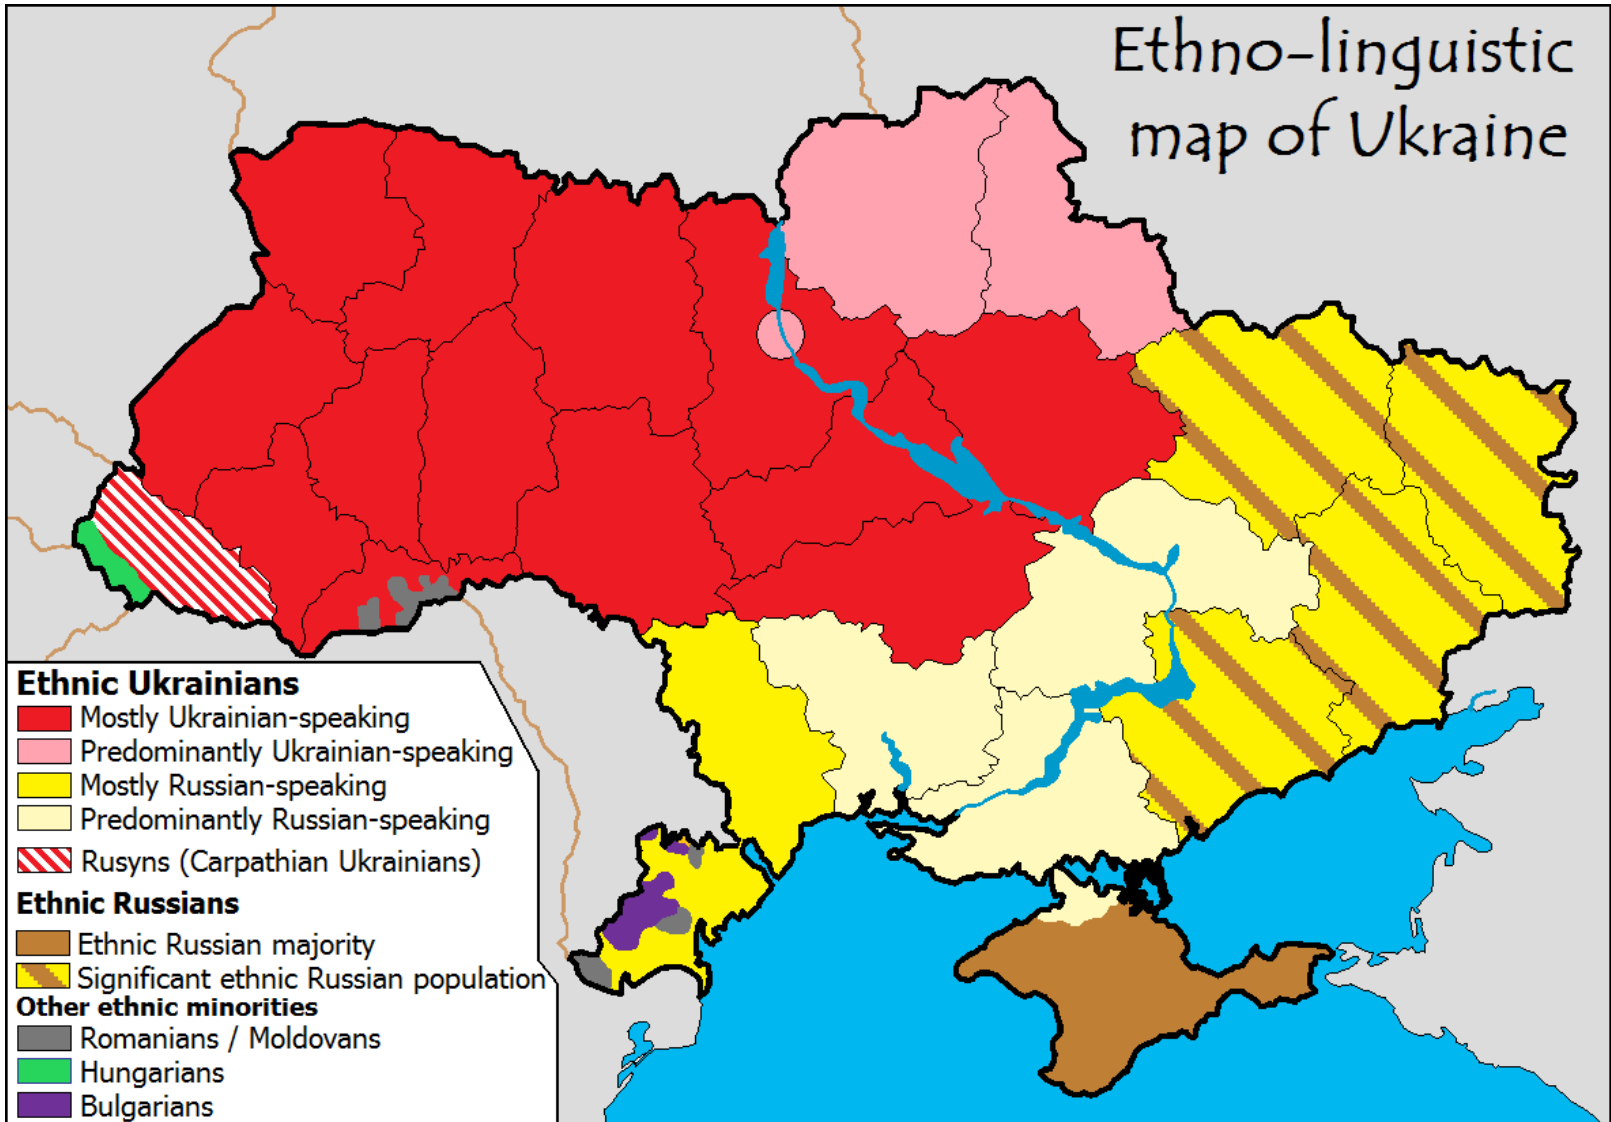 Ethno-linguistic
map of Ukraine
Ethnic Ukrainians
Mostly Ukrainian-speaking
Predominantly Ukrainian-speaking
Mostly Russian-speaking
Predominantly Russian-speaking
Rusyns (Carpathian Ukrainians)
Ethnic Russians
Ethnic Russian majority
Significant ethnic Russian population
Other ethnic minorities
Romanians / Moldovans
Hungarians
Bulgarians